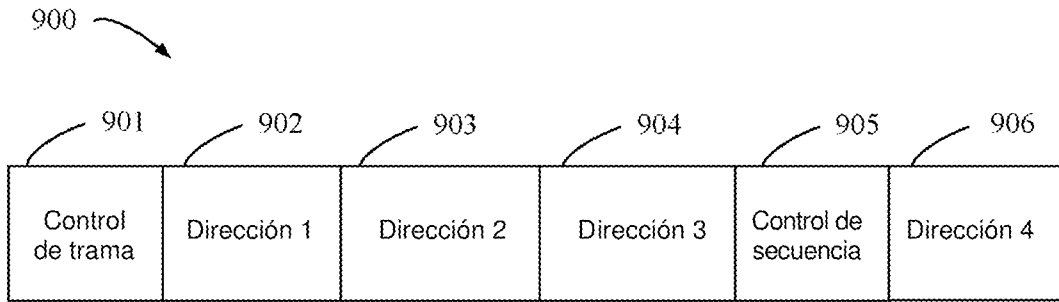 900
901 902 903 904 905 906
Control de trama
Dirección 1
Dirección 2
Dirección 3
Control de secuencia
Dirección 4